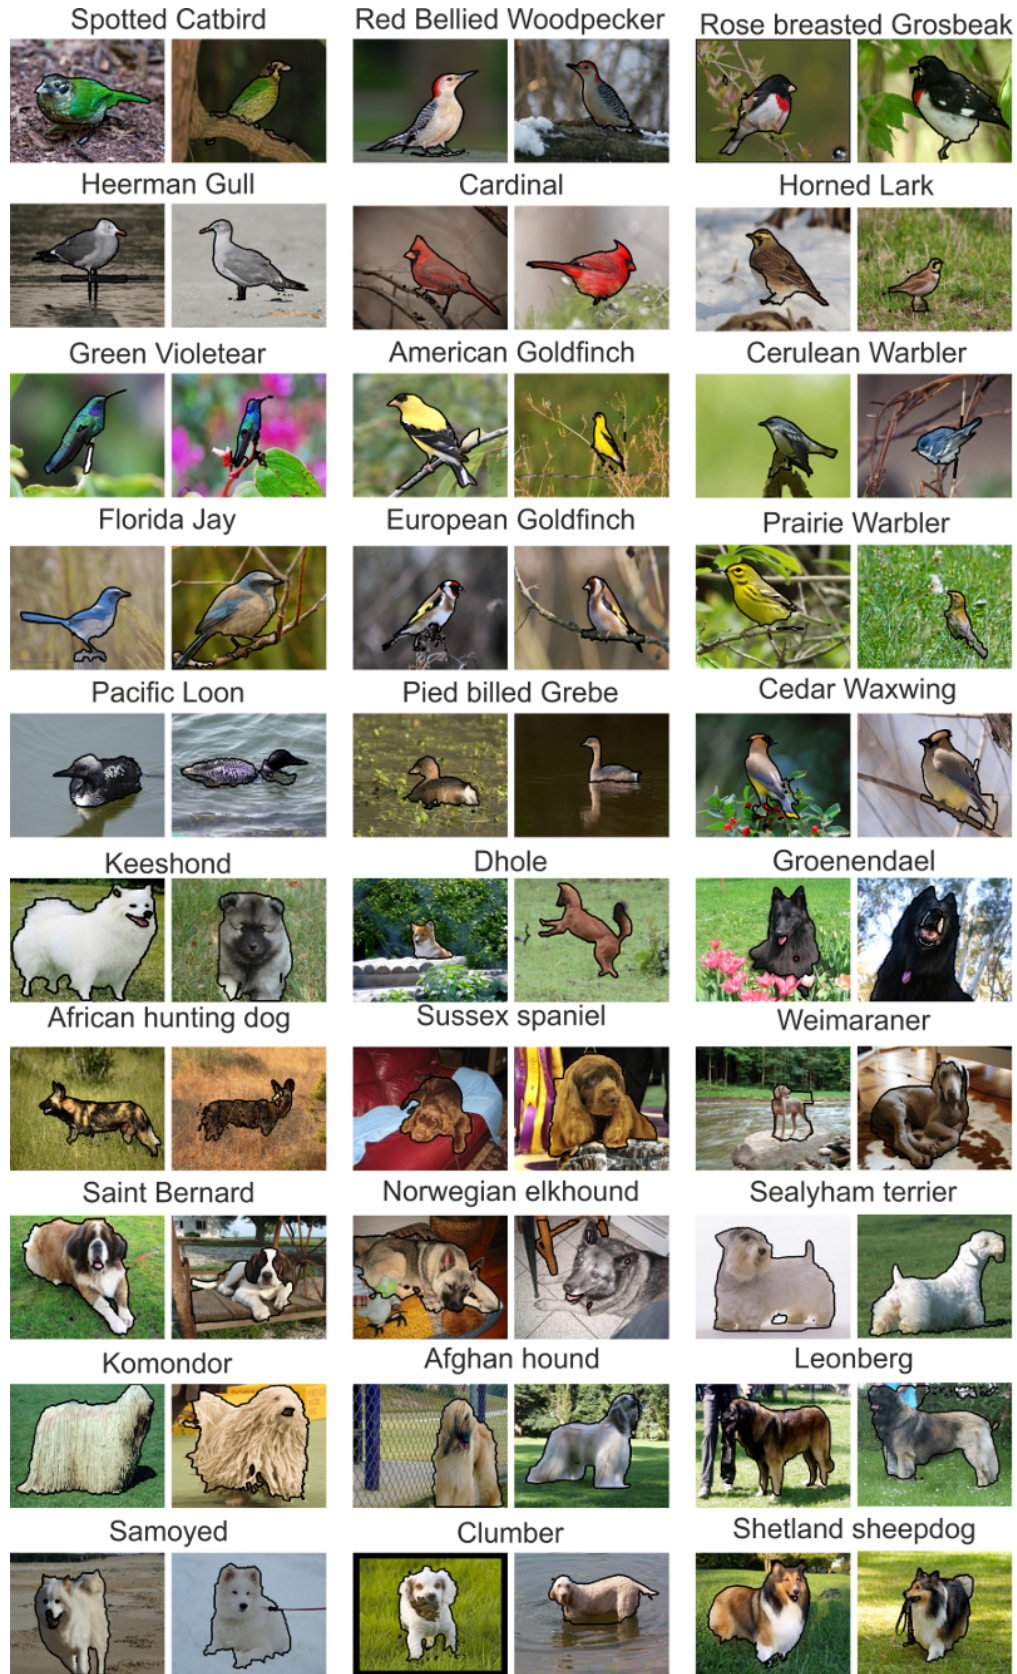 Spotted Catbird
Red Bellied Woodpecker
Rose breasted Grosbeak
Heerman Gull
Cardinal
Horned Lark
Green Violetear
American Goldfinch
Cerulean Warbler
Florida Jay
European Goldfinch
Prairie Warbler
Pacific Loon
Pied billed Grebe
Cedar Waxwing
Keeshond
Dhole
Groenendael
African hunting dog
Sussex spaniel
Weimaraner
Saint Bernard
Norwegian elkhound
Sealyham terrier
Komondor
Afghan hound
Leonberg
Samoyed
Clumber
Shetland sheepdog